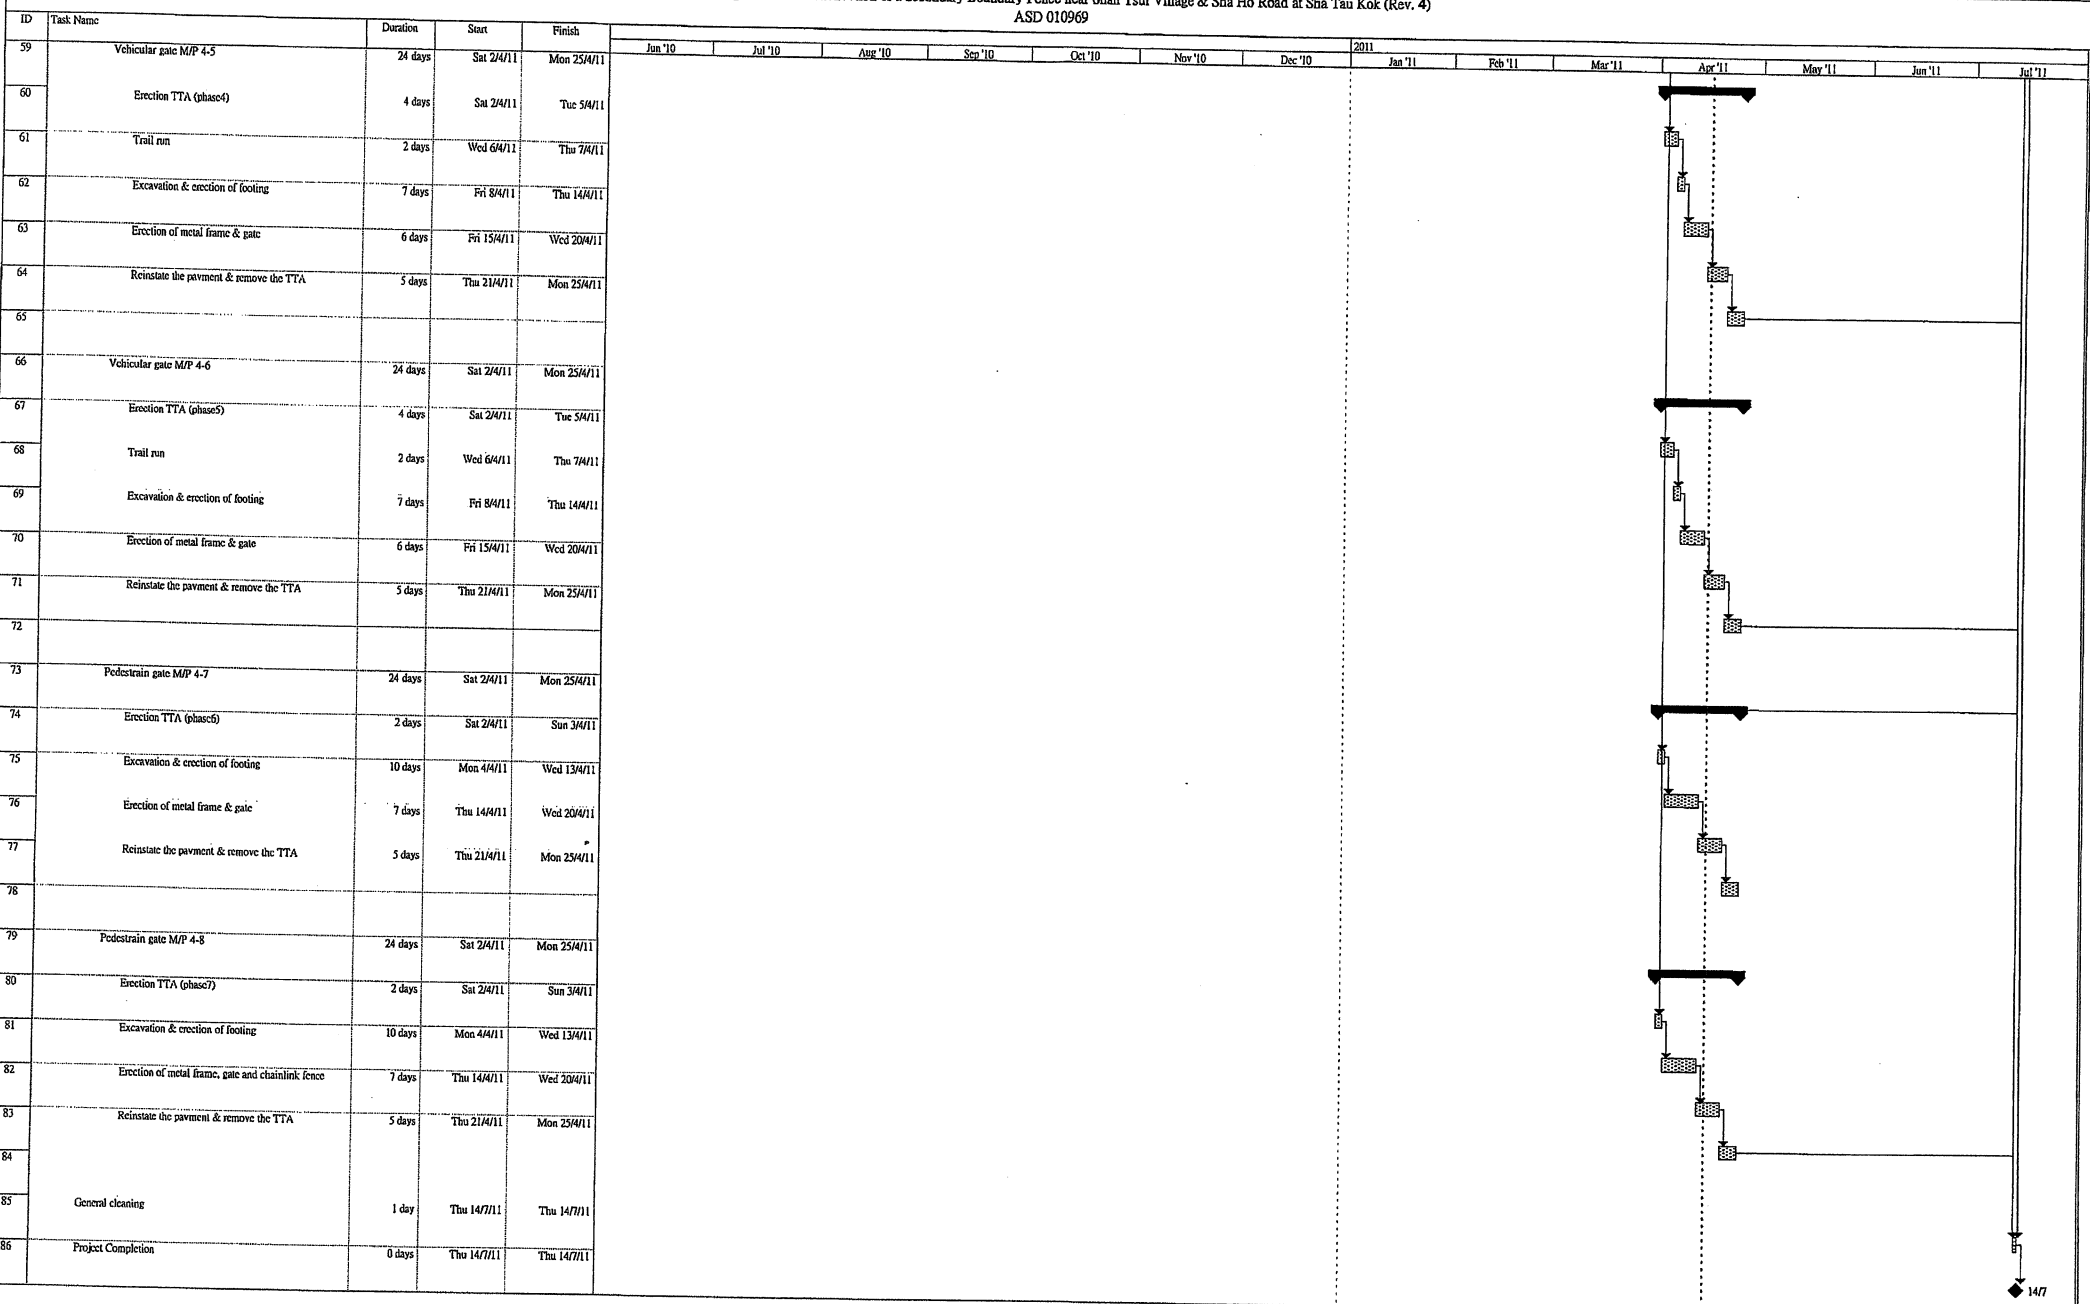 Boundary Fence near Shan Tsui Village & Sha Ho Road at Sha Tau Kok (Rev. 4)
ASD 010969
ID Task Name Duration Start Finish
2011
Jun '10 Jul '10 Aug '10 Sep '10 Oct '10 Nov '10 Dec '10 Jan '11 Feb '11 Mar '11 Apr '11 May '11 Jun '11 Jul '11
59 Vehicular gate M/P 4-5 24 days Sat 2/4/11 Mon 25/4/11
60 Erection TTA (phase4) 4 days Sat 2/4/11 Tue 5/4/11
61 Trail run 2 days Wed 6/4/11 Thu 7/4/11
62 Excavation & erection of footing 7 days Fri 8/4/11 Thu 14/4/11
63 Erection of metal frame & gate 6 days Fri 15/4/11 Wed 20/4/11
64 Reinstate the pavment & remove the TTA 5 days Thu 21/4/11 Mon 25/4/11
65
66 Vehicular gate M/P 4-6 24 days Sat 2/4/11 Mon 25/4/11
67 Erection TTA (phase5) 4 days Sat 2/4/11 Tue 5/4/11
68 Trail run 2 days Wed 6/4/11 Thu 7/4/11
69 Excavation & erection of footing 7 days Fri 8/4/11 Thu 14/4/11
70 Erection of metal frame & gate 6 days Fri 15/4/11 Wed 20/4/11
71 Reinstate the pavment & remove the TTA 5 days Thu 21/4/11 Mon 25/4/11
72
73 Pedestrain gate M/P 4-7 24 days Sat 2/4/11 Mon 25/4/11
74 Erection TTA (phase6) 2 days Sat 2/4/11 Sun 3/4/11
75 Excavation & erection of footing 10 days Mon 4/4/11 Wed 13/4/11
76 Erection of metal frame & gate 7 days Thu 14/4/11 Wed 20/4/11
77 Reinstate the pavment & remove the TTA 5 days Thu 21/4/11 Mon 25/4/11
78
79 Pedestrain gate M/P 4-8 24 days Sat 2/4/11 Mon 25/4/11
80 Erection TTA (phase7) 2 days Sat 2/4/11 Sun 3/4/11
81 Excavation & erection of footing 10 days Mon 4/4/11 Wed 13/4/11
82 Erection of metal frame, gate and chainlink fence 7 days Thu 14/4/11 Wed 20/4/11
83 Reinstate the pavment & remove the TTA 5 days Thu 21/4/11 Mon 25/4/11
84
85 General cleaning 1 day Thu 14/7/11 Thu 14/7/11
86 Project Completion 0 days Thu 14/7/11 Thu 14/7/11
14/7